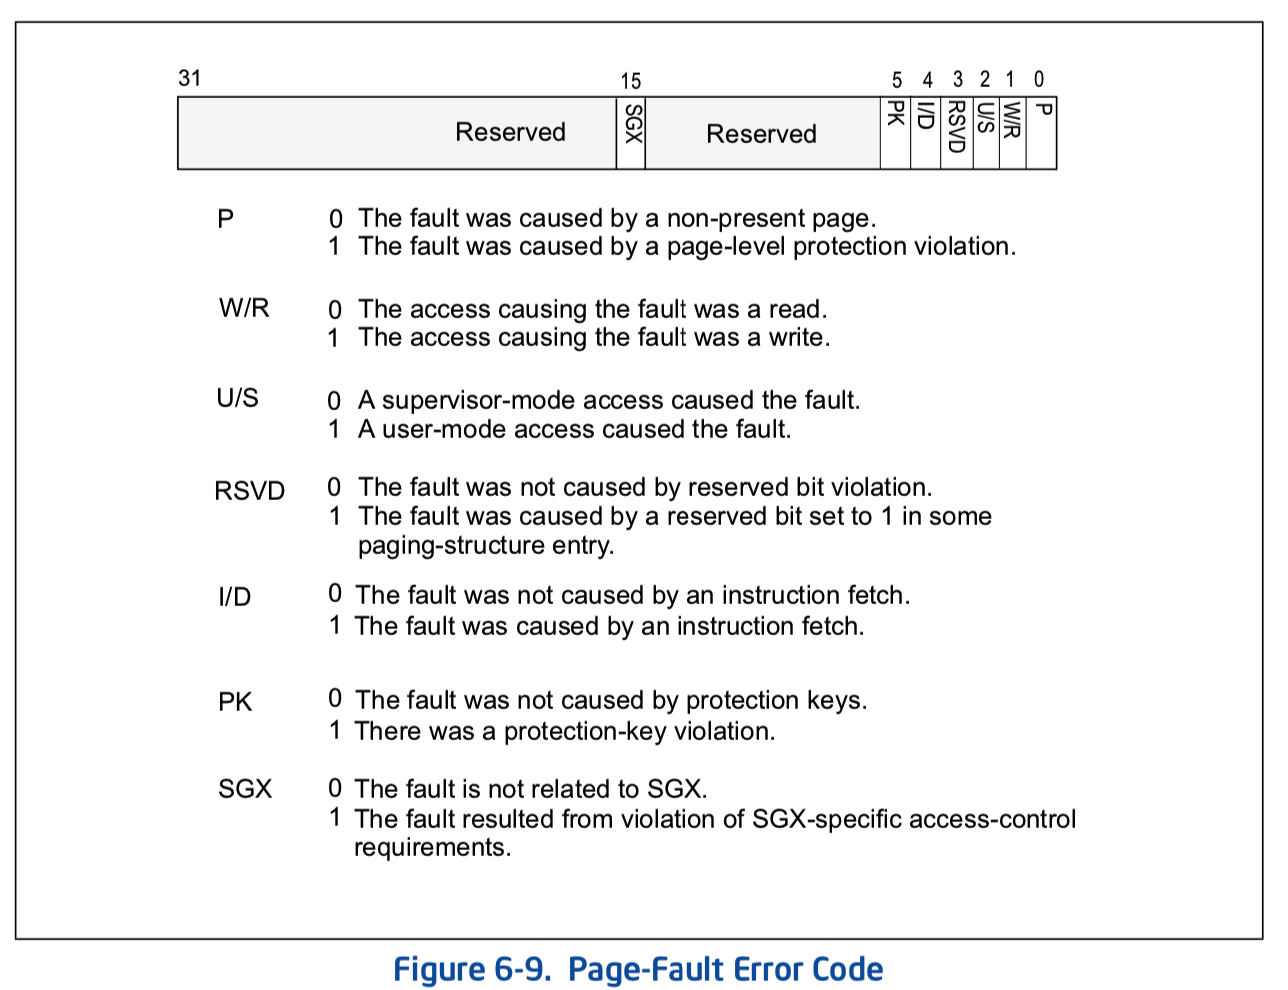 31 15 5 4 3 2 1 0
Reserved SGX Reserved PK I/D RSVD U/S W/R P
P 0 The fault was caused by a non-present page.
1 The fault was caused by a page-level protection violation.
W/R 0 The access causing the fault was a read.
1 The access causing the fault was a write.
U/S 0 A supervisor-mode access caused the fault.
1 A user-mode access caused the fault.
RSVD 0 The fault was not caused by reserved bit violation.
1 The fault was caused by a reserved bit set to 1 in some
paging-structure entry.
I/D 0 The fault was not caused by an instruction fetch.
1 The fault was caused by an instruction fetch.
PK 0 The fault was not caused by protection keys.
1 There was a protection-key violation.
SGX 0 The fault is not related to SGX.
1 The fault resulted from violation of SGX-specific access-control
requirements.
Figure 6-9. Page-Fault Error Code